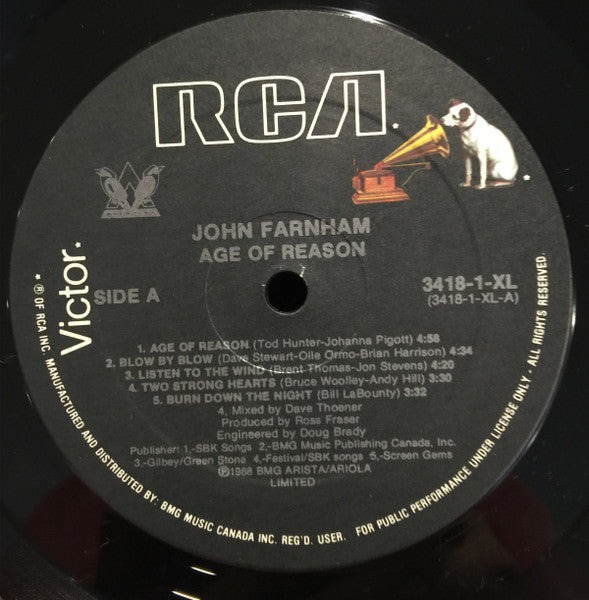 RCA
JOHN FARNHAM
AGE OF REASON
Victor.
SIDE A
3418-1-XL
(3418-1-XL-A)
1. AGE OF REASON (Tod Hunter-Johanna Pigott) 4:58
2. BLOW BY BLOW (Dave Stewart-Olle Ormo-Brian Harrison) 4:34
3. LISTEN TO THE WIND (Brent Thomas-Jon Stevens) 4:20
4. TWO STRONG HEARTS (Bruce Woolley-Andy Hill) 3:30
5. BURN DOWN THE NIGHT (Bill LaBounty) 3:32
4. Mixed by Dave Thoener
Produced by Ross Fraser
Engineered by Doug Brady
Publisher: 1.-SBK Songs 2.-BMG Music Publishing Canada, Inc.
3.-Gilbey/Green Stone 4.-Festival/SBK songs 5.-Screen Gems
℗1988 BMG ARISTA/ARIOLA
LIMITED
* ® OF RCA INC. MANUFACTURED AND DISTRIBUTED BY: BMG MUSIC CANADA INC. REG'D. USER. FOR PUBLIC PERFORMANCE UNDER LICENSE ONLY - ALL RIGHTS RESERVED.